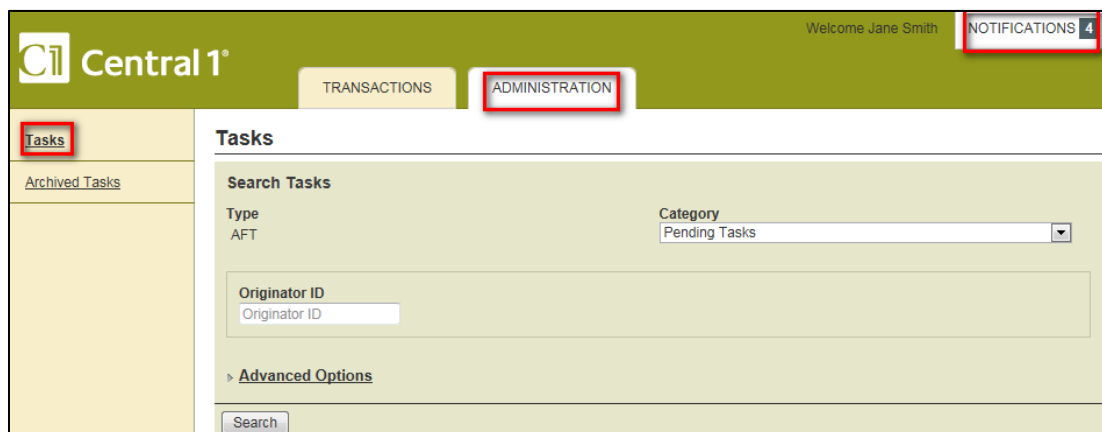 Welcome Jane Smith
NOTIFICATIONS 4
C1 Central 1®
TRANSACTIONS
ADMINISTRATION
Tasks
Archived Tasks
Tasks
Search Tasks
Type
AFT
Category
Pending Tasks
Originator ID
Originator ID
Advanced Options
Search